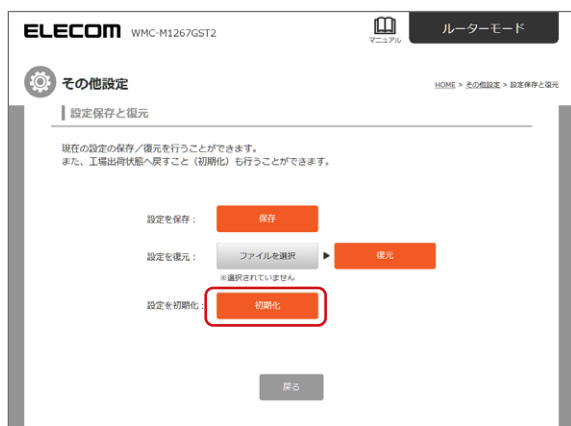 ELECOM WMC-M1267GST2
マニュアル
ルーターモード
その他設定
HOME > その他設定 > 設定保存と復元
設定保存と復元
現在の設定の保存／復元を行うことができます。
また、工場出荷状態へ戻すこと（初期化）も行うことができます。
設定を保存： 保存
設定を復元： ファイルを選択 ▶ 復元
※選択されていません
設定を初期化： 初期化
戻る